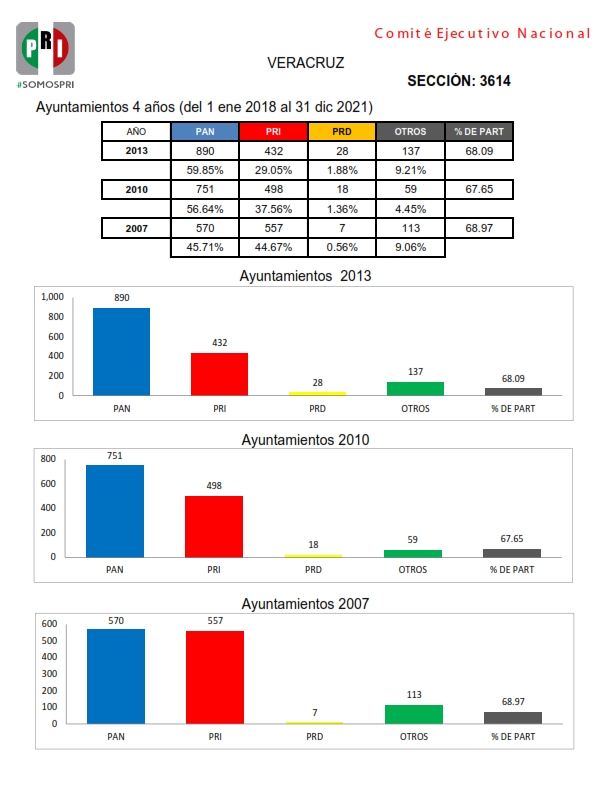 Comité Ejecutivo Nacional
PRI
#SOMOSPRI
VERACRUZ
SECCIÓN: 3614
Ayuntamientos 4 años (del 1 ene 2018 al 31 dic 2021)
AÑO PAN PRI PRD OTROS % DE PART
2013 890 432 28 137 68.09
59.85% 29.05% 1.88% 9.21%
2010 751 498 18 59 67.65
56.64% 37.56% 1.36% 4.45%
2007 570 557 7 113 68.97
45.71% 44.67% 0.56% 9.06%
Ayuntamientos 2013
1,000
800
600
400
200
0
890 432 28 137 68.09
PAN PRI PRD OTROS % DE PART
Ayuntamientos 2010
800
600
400
200
0
751 498 18 59 67.65
PAN PRI PRD OTROS % DE PART
Ayuntamientos 2007
600
500
400
300
200
100
0
570 557 7 113 68.97
PAN PRI PRD OTROS % DE PART